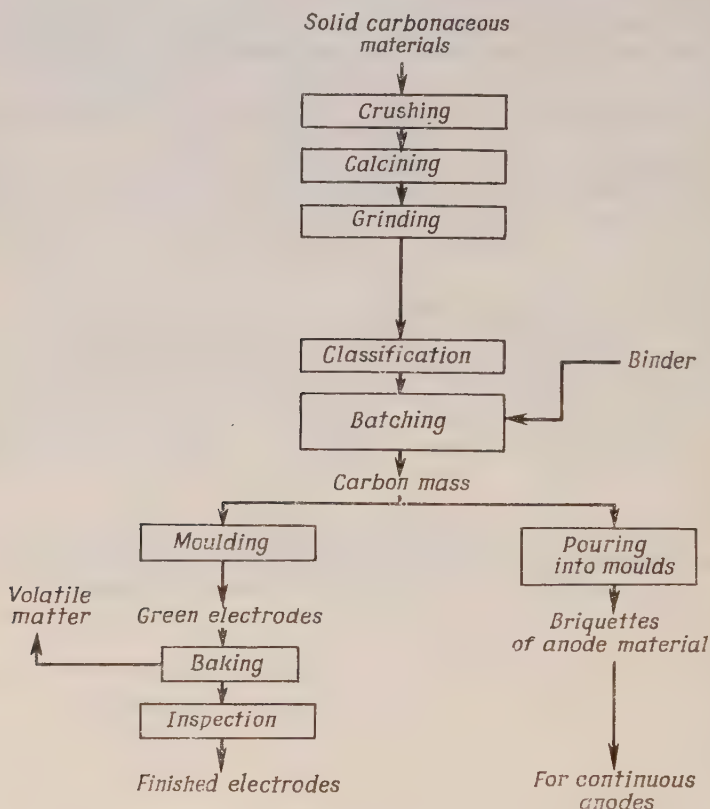 Solid carbonaceous
materials
Crushing
Calcining
Grinding
Classification
Binder
Batching
Carbon mass
Moulding
Pouring
into moulds
Volatile
matter
Green electrodes
Briquettes
of anode material
Baking
Inspection
Finished electrodes
For continuous
anodes